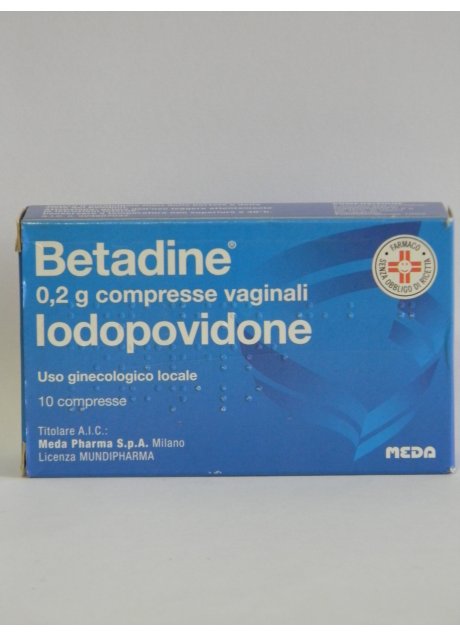 Betadine®
0,2 g compresse vaginali
Iodopovidone
Uso ginecologico locale
10 compresse
Titolare A.I.C.:
Meda Pharma S.p.A. Milano
Licenza MUNDIPHARMA
FARMACO
SENZA OBBLIGO DI RICETTA
MEDA